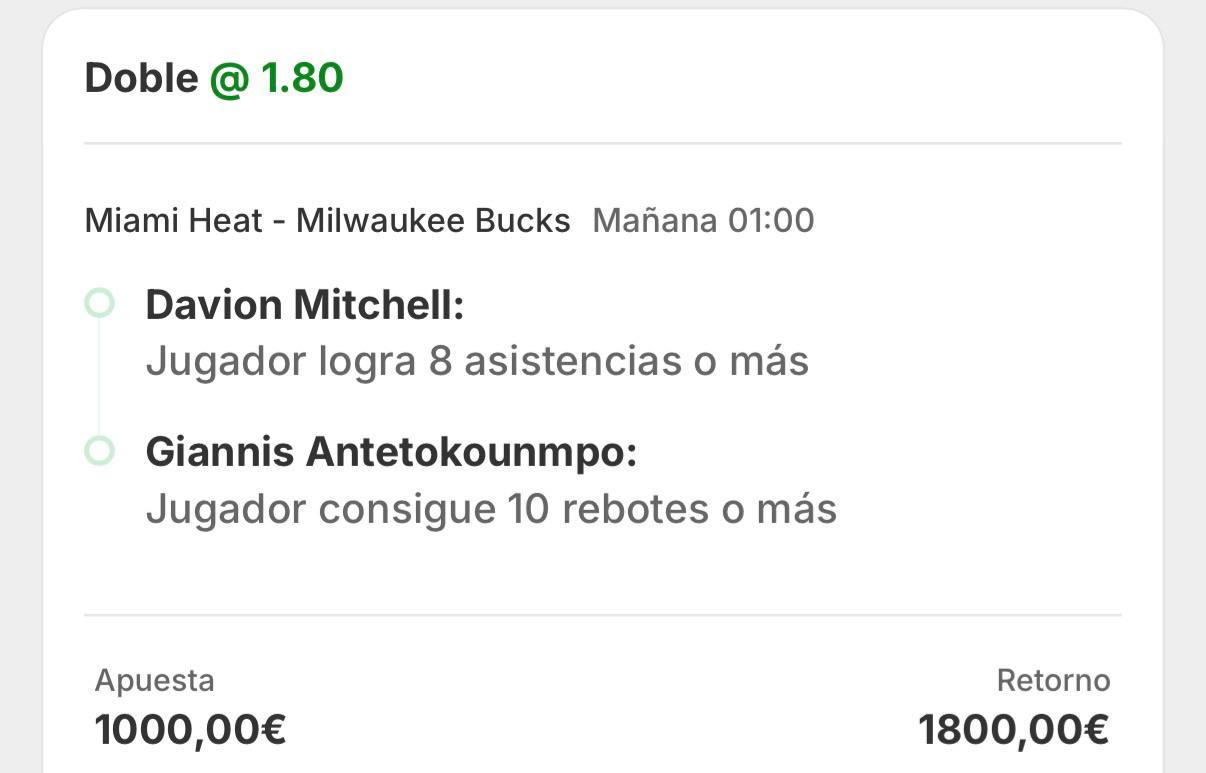 Doble @ 1.80
Miami Heat - Milwaukee Bucks Mañana 01:00
Davion Mitchell:
Jugador logra 8 asistencias o más
Giannis Antetokounmpo:
Jugador consigue 10 rebotes o más
Apuesta Retorno
1000,00€ 1800,00€